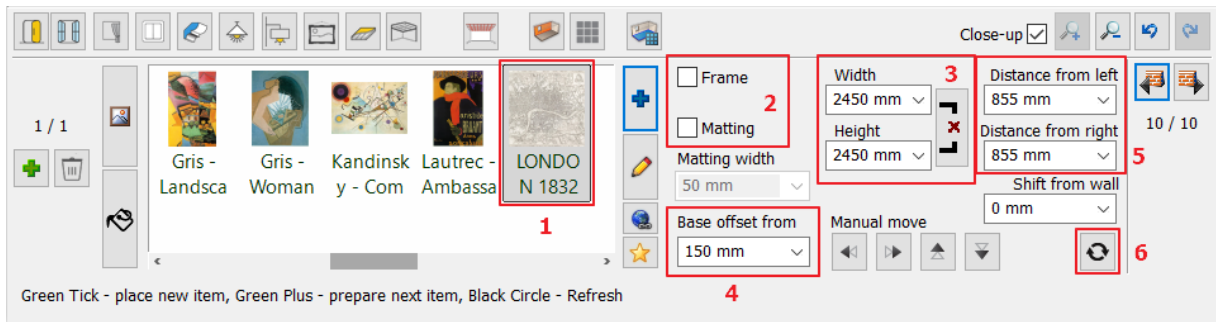 Close-up
1 / 1
Gris - Landsca
Gris - Woman
Kandinsk y - Com
Lautrec - Ambassa
LONDO N 1832
1
Frame
Matting
2
Matting width
50 mm
Base offset from
150 mm
4
Width
2450 mm
Height
2450 mm
3
Manual move
Distance from left
855 mm
Distance from right
855 mm
5
Shift from wall
0 mm
6
10 / 10
Green Tick - place new item, Green Plus - prepare next item, Black Circle - Refresh